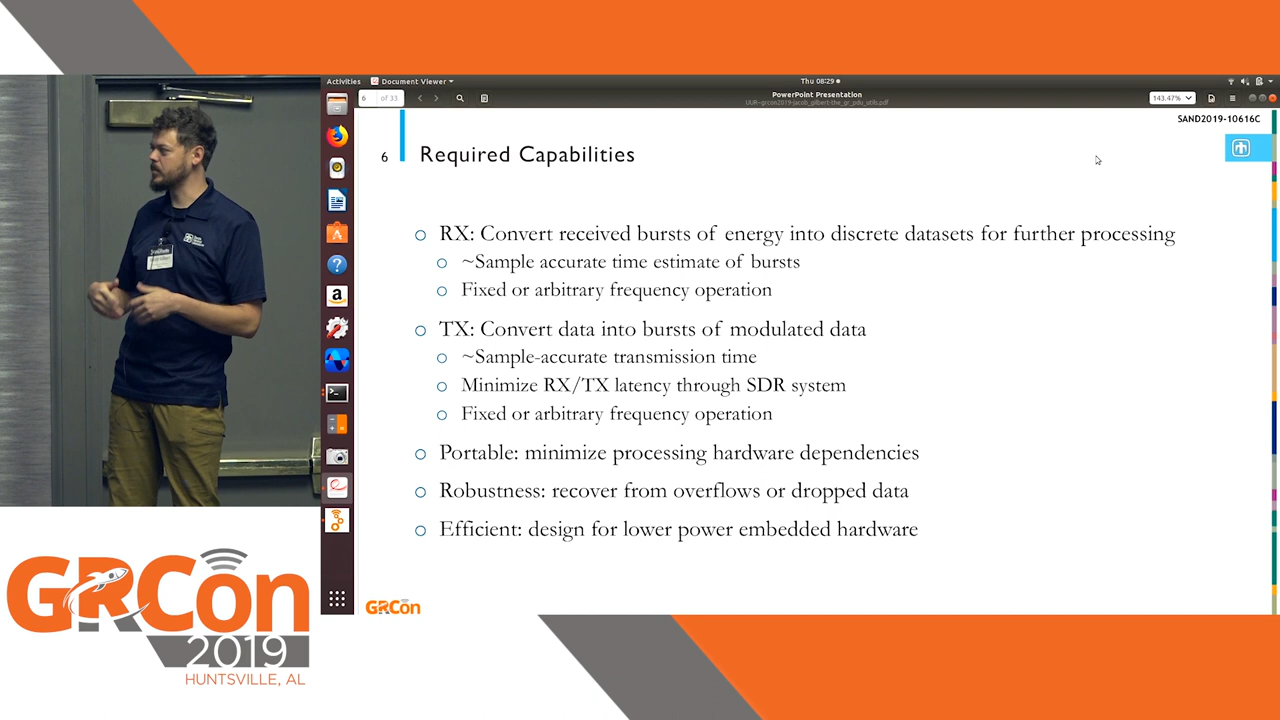 Activities
Document Viewer
Thu 08:29
6
of 33
PowerPoint Presentation
UUR-grcon2019-jacob_gilbert-the_gr_pdu_utils.pdf
143.47%
SAND2019-10616C
6
Required Capabilities
RX: Convert received bursts of energy into discrete datasets for further processing
~Sample accurate time estimate of bursts
Fixed or arbitrary frequency operation
TX: Convert data into bursts of modulated data
~Sample-accurate transmission time
Minimize RX/TX latency through SDR system
Fixed or arbitrary frequency operation
Portable: minimize processing hardware dependencies
Robustness: recover from overflows or dropped data
Efficient: design for lower power embedded hardware
GRCon
GRCon
2019
HUNTSVILLE, AL